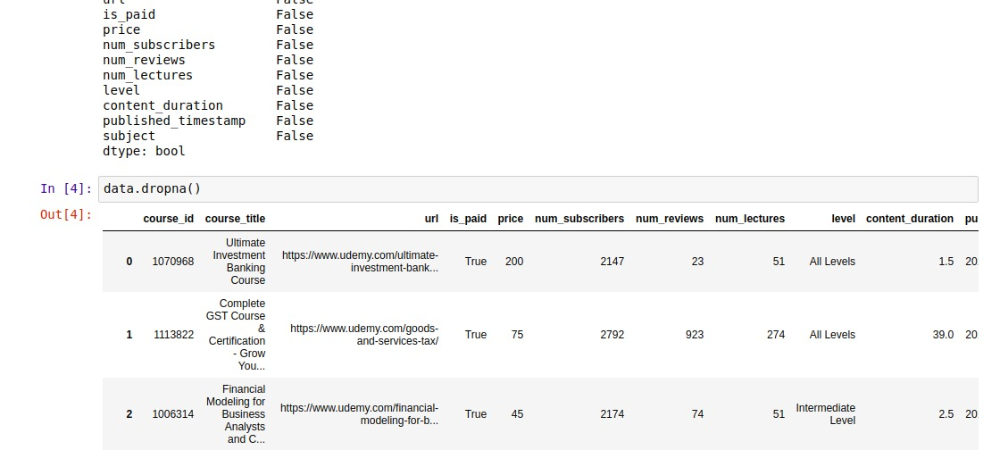 url False
is_paid False
price False
num_subscribers False
num_reviews False
num_lectures False
level False
content_duration False
published_timestamp False
subject False
dtype: bool
In [4]: data.dropna()
Out[4]:
course_id course_title url is_paid price num_subscribers num_reviews num_lectures level content_duration pu
0 1070968 Ultimate Investment Banking Course https://www.udemy.com/ultimate-investment-bank... True 200 2147 23 51 All Levels 1.5 20
1 1113822 Complete GST Course & Certification - Grow You... https://www.udemy.com/goods-and-services-tax/ True 75 2792 923 274 All Levels 39.0 20
2 1006314 Financial Modeling for Business Analysts and C... https://www.udemy.com/financial-modeling-for-b... True 45 2174 74 51 Intermediate Level 2.5 20